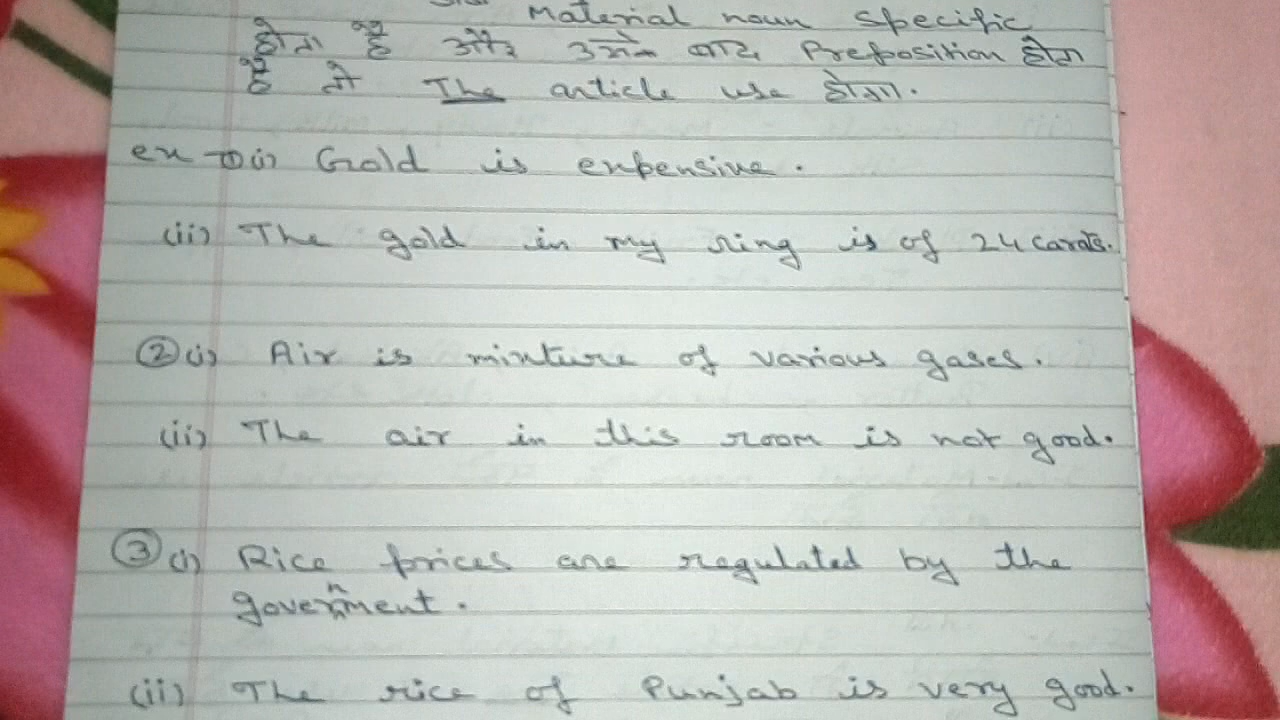 Material noun specific
होता है और उसके बाद Preposition होता
है तो The article use होगा.
ex → ① (i) Gold is expensive.
(ii) The gold in my ring is of 24 carats.
② (i) Air is mixture of various gases.
(ii) The air in this room is not good.
③ (i) Rice prices are regulated by the
government.
(ii) The rice of Punjab is very good.